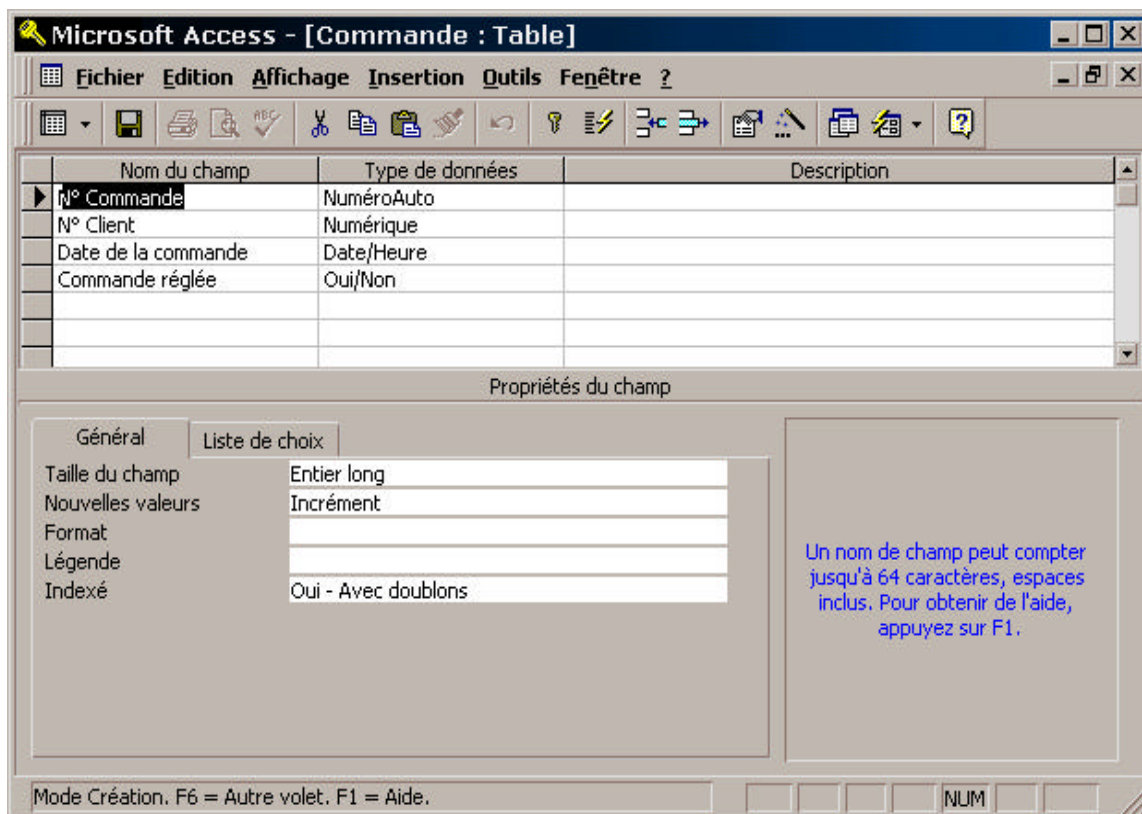 Microsoft Access - [Commande : Table]
Fichier Edition Affichage Insertion Outils Fenêtre ?
ABC
Nom du champ Type de données Description
N° Commande NuméroAuto
N° Client Numérique
Date de la commande Date/Heure
Commande réglée Oui/Non
Propriétés du champ
Général Liste de choix
Taille du champ Entier long
Nouvelles valeurs Incrément
Format
Légende
Indexé Oui - Avec doublons
Un nom de champ peut compter
jusqu'à 64 caractères, espaces
inclus. Pour obtenir de l'aide,
appuyez sur F1.
Mode Création. F6 = Autre volet. F1 = Aide. NUM